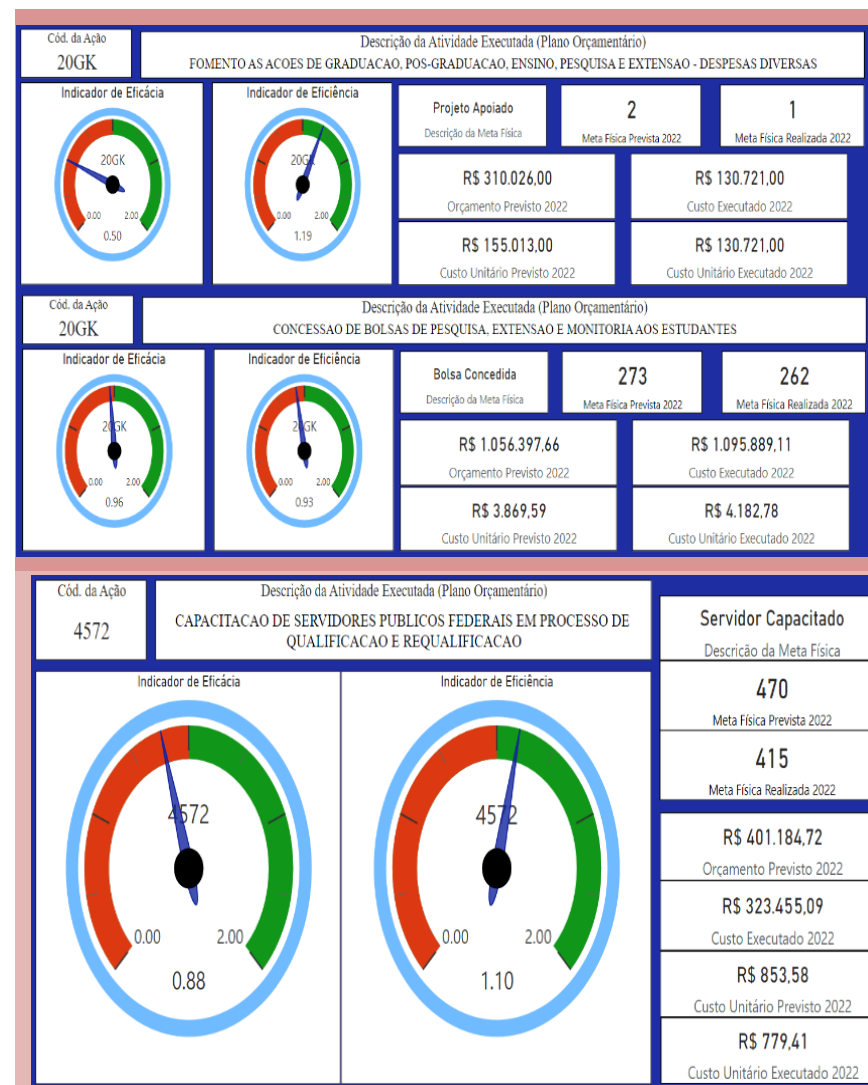 Cód. da Ação
20GK
Descrição da Atividade Executada (Plano Orçamentário)
FOMENTO AS ACOES DE GRADUACAO, POS-GRADUACAO, ENSINO, PESQUISA E EXTENSAO - DESPESAS DIVERSAS
Indicador de Eficácia
20GK
0.00 2.00
0.50
Indicador de Eficiência
20GK
0.00 2.00
1.19
Projeto Apoiado
Descrição da Meta Física
2
Meta Física Prevista 2022
1
Meta Física Realizada 2022
R$ 310.026,00
Orçamento Previsto 2022
R$ 130.721,00
Custo Executado 2022
R$ 155.013,00
Custo Unitário Previsto 2022
R$ 130.721,00
Custo Unitário Executado 2022
Cód. da Ação
20GK
Descrição da Atividade Executada (Plano Orçamentário)
CONCESSAO DE BOLSAS DE PESQUISA, EXTENSAO E MONITORIA AOS ESTUDANTES
Indicador de Eficácia
20GK
0.00 2.00
0.96
Indicador de Eficiência
20GK
0.00 2.00
0.93
Bolsa Concedida
Descrição da Meta Física
273
Meta Física Prevista 2022
262
Meta Física Realizada 2022
R$ 1.056.397,66
Orçamento Previsto 2022
R$ 1.095.889,11
Custo Executado 2022
R$ 3.869,59
Custo Unitário Previsto 2022
R$ 4.182,78
Custo Unitário Executado 2022
Cód. da Ação
4572
Descrição da Atividade Executada (Plano Orçamentário)
CAPACITACAO DE SERVIDORES PUBLICOS FEDERAIS EM PROCESSO DE
QUALIFICACAO E REQUALIFICACAO
Indicador de Eficácia
4572
0.00 2.00
0.88
Indicador de Eficiência
4572
0.00 2.00
1.10
Servidor Capacitado
Descrição da Meta Física
470
Meta Física Prevista 2022
415
Meta Física Realizada 2022
R$ 401.184,72
Orçamento Previsto 2022
R$ 323.455,09
Custo Executado 2022
R$ 853,58
Custo Unitário Previsto 2022
R$ 779,41
Custo Unitário Executado 2022